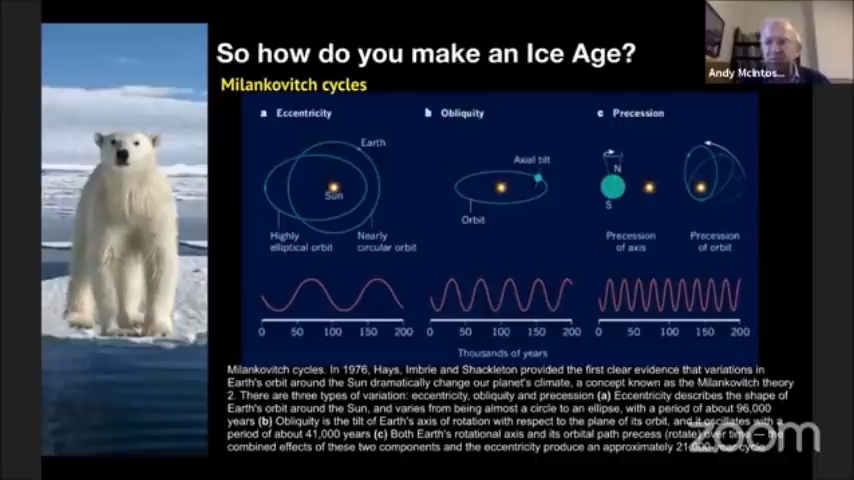 So how do you make an Ice Age?
Andy McIntos...
Milankovitch cycles
a Eccentricity
b Obliquity
c Precession
Earth
Sun
Highly
elliptical orbit
Nearly
circular orbit
Axial tilt
Orbit
N
S
Precession
of axis
Precession
of orbit
0 50 100 150 200
0 50 100 150 200
0 50 100 150 200
Thousands of years
Milankovitch cycles. In 1976, Hays, Imbrie and Shackleton provided the first clear evidence that variations in
Earth's orbit around the Sun dramatically change our planet's climate, a concept known as the Milankovitch theory
2. There are three types of variation: eccentricity, obliquity and precession (a) Eccentricity describes the shape of
Earth's orbit around the Sun, and varies from being almost a circle to an ellipse, with a period of about 96,000
years (b) Obliquity is the tilt of Earth's axis of rotation with respect to the plane of its orbit, and it oscillates with a
period of about 41,000 years (c) Both Earth's rotational axis and its orbital path precess (rotate) over time — the
combined effects of these two components and the eccentricity produce an approximately 21,000-year cycle
zoom